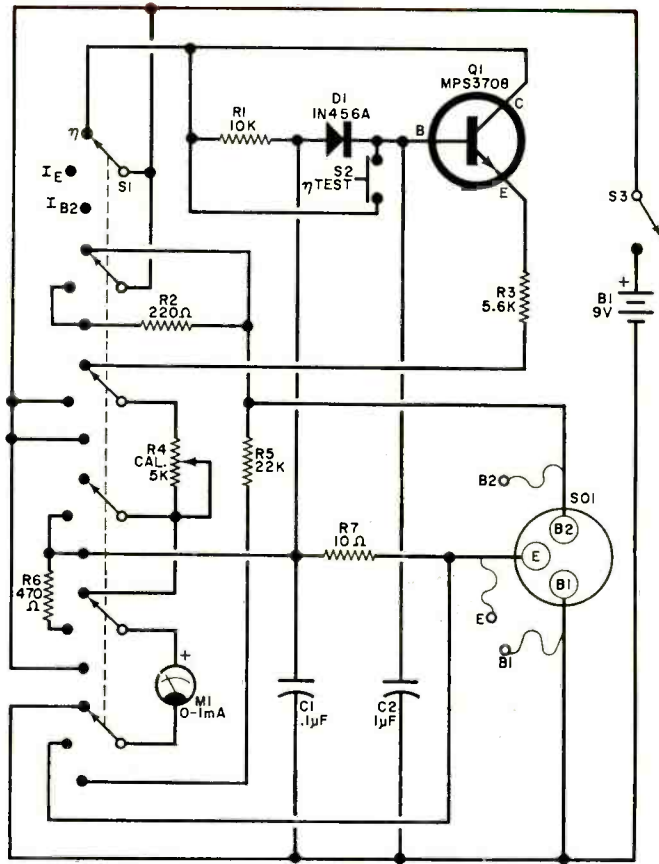 Q1
MPS3708
C
B
E
D1
1N456A
R1
10K
S2
ηTEST
η
I_E
I_B2
S1
S3
R2
220Ω
R3
5.6K
+
B1
9V
R4
CAL.
5K
R5
22K
B2
SO1
B2
E
B1
R7
10Ω
R6
470
Ω
E
B1
+
M1
0-1mA
C1
.1µF
C2
1µF